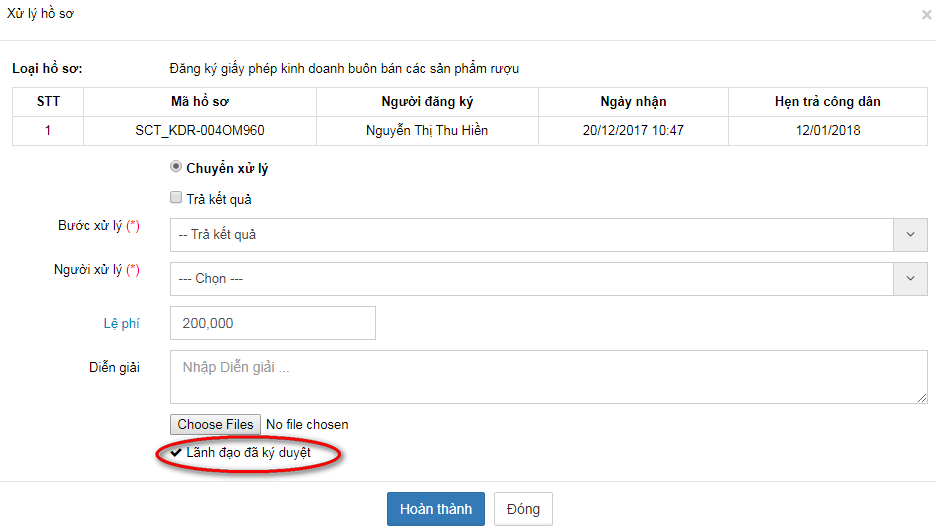 Xử lý hồ sơ
×
Loại hồ sơ: Đăng ký giấy phép kinh doanh buôn bán các sản phẩm rượu
STT Mã hồ sơ Người đăng ký Ngày nhận Hẹn trả công dân
1 SCT_KDR-004OM960 Nguyễn Thị Thu Hiền 20/12/2017 10:47 12/01/2018
Chuyển xử lý
Trả kết quả
Bước xử lý (*) -- Trả kết quả
Người xử lý (*) --- Chọn ---
Lệ phí 200,000
Diễn giải Nhập Diễn giải ...
Choose Files No file chosen
✔ Lãnh đạo đã ký duyệt
Hoàn thành Đóng